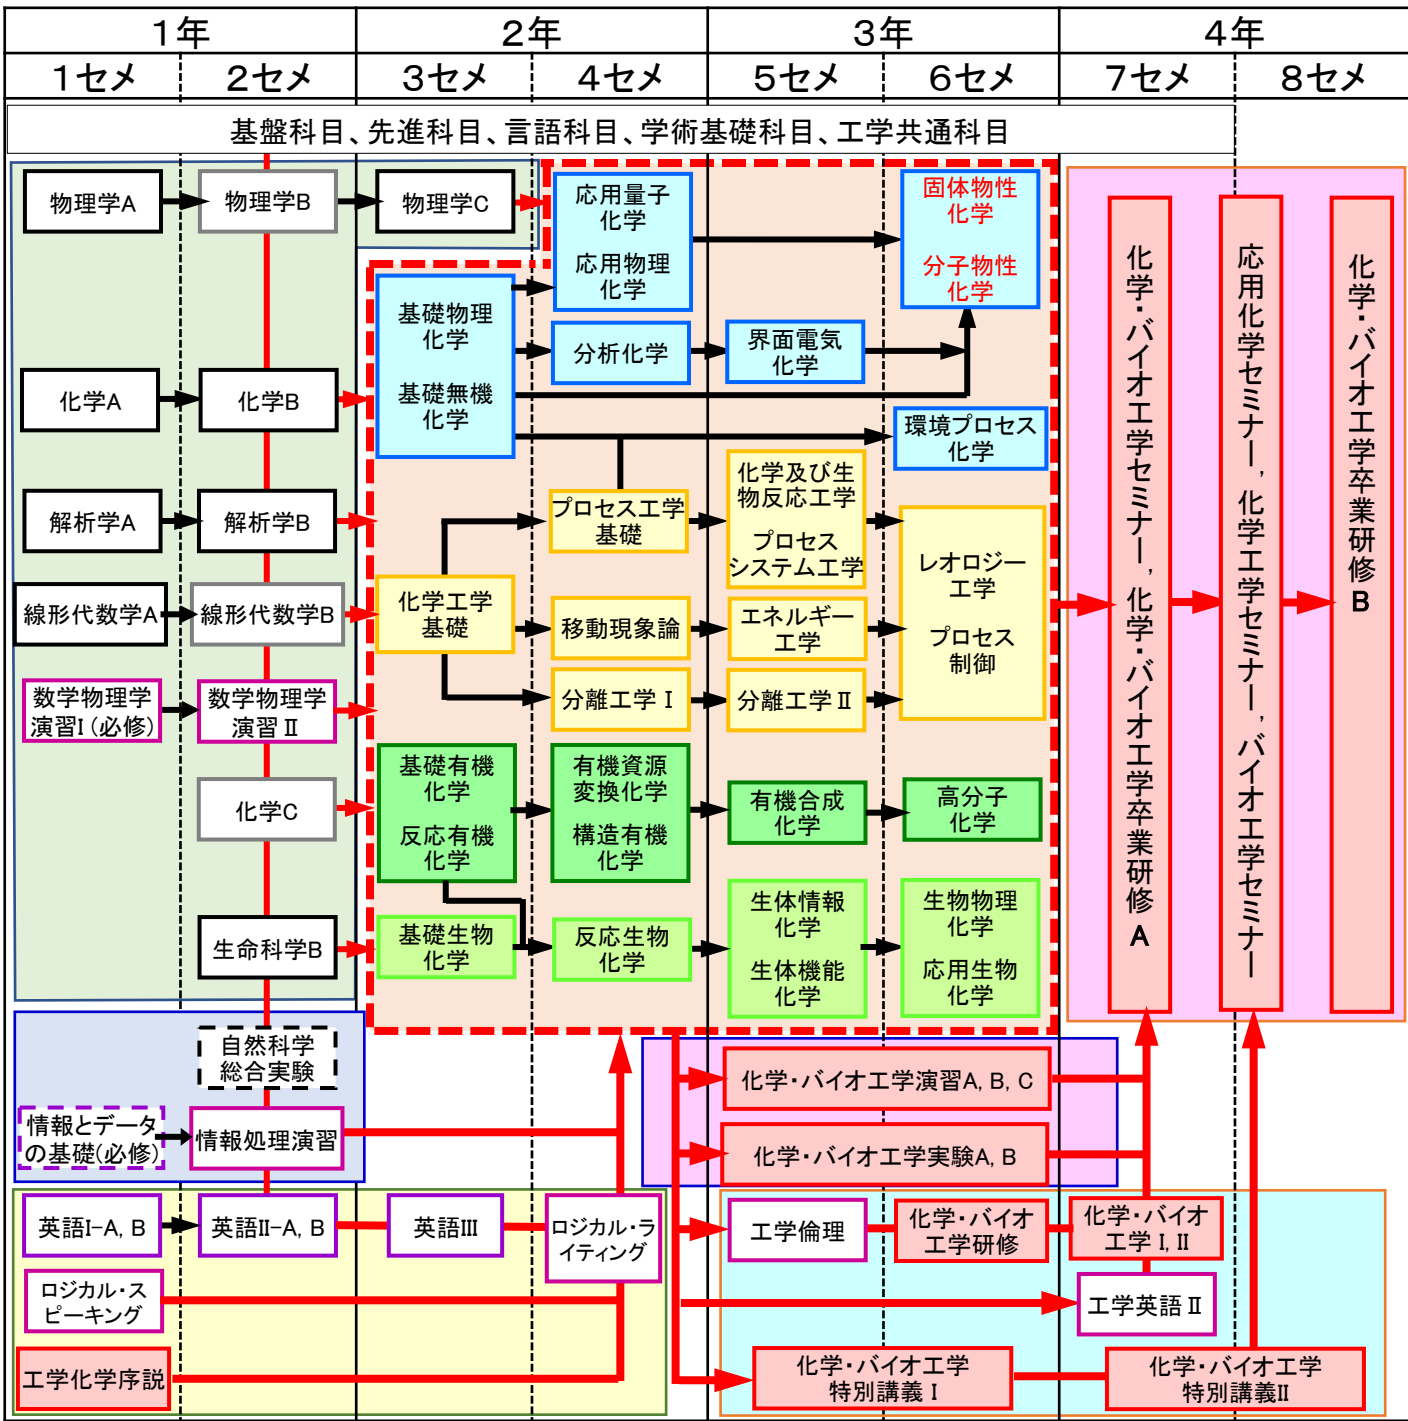 1年
2年
3年
4年
1セメ
2セメ
3セメ
4セメ
5セメ
6セメ
7セメ
8セメ
基盤科目、先進科目、言語科目、学術基礎科目、工学共通科目
物理学A
物理学B
物理学C
応用量子
化学
応用物理
化学
固体物性
化学
分子物性
化学
基礎物理
化学
基礎無機
化学
分析化学
界面電気
化学
化学A
化学B
環境プロセス
化学
解析学A
解析学B
プロセス工学
基礎
化学及び生
物反応工学
プロセス
システム工学
レオロジー
工学
プロセス
制御
線形代数学A
線形代数学B
化学工学
基礎
移動現象論
エネルギー
工学
数学物理学
演習I(必修)
数学物理学
演習Ⅱ
分離工学Ⅰ
分離工学Ⅱ
化学C
基礎有機
化学
反応有機
化学
有機資源
変換化学
構造有機
化学
有機合成
化学
高分子
化学
生命科学B
基礎生物
化学
反応生物
化学
生体情報
化学
生体機能
化学
生物物理
化学
応用生物
化学
化学・バイオ工学セミナー, 化学・バイオ工学卒業研修A
応用化学セミナー, 化学工学セミナー, バイオ工学セミナー
化学・バイオ工学卒業研修B
自然科学
総合実験
情報とデータ
の基礎(必修)
情報処理演習
化学・バイオ工学演習A, B, C
化学・バイオ工学実験A, B
英語I-A, B
英語II-A, B
英語III
ロジカル・ラ
イティング
工学倫理
化学・バイオ
工学研修
化学・バイオ
工学 I, II
ロジカル・ス
ピーキング
工学英語Ⅱ
工学化学序説
化学・バイオ工学
特別講義Ⅰ
化学・バイオ工学
特別講義II